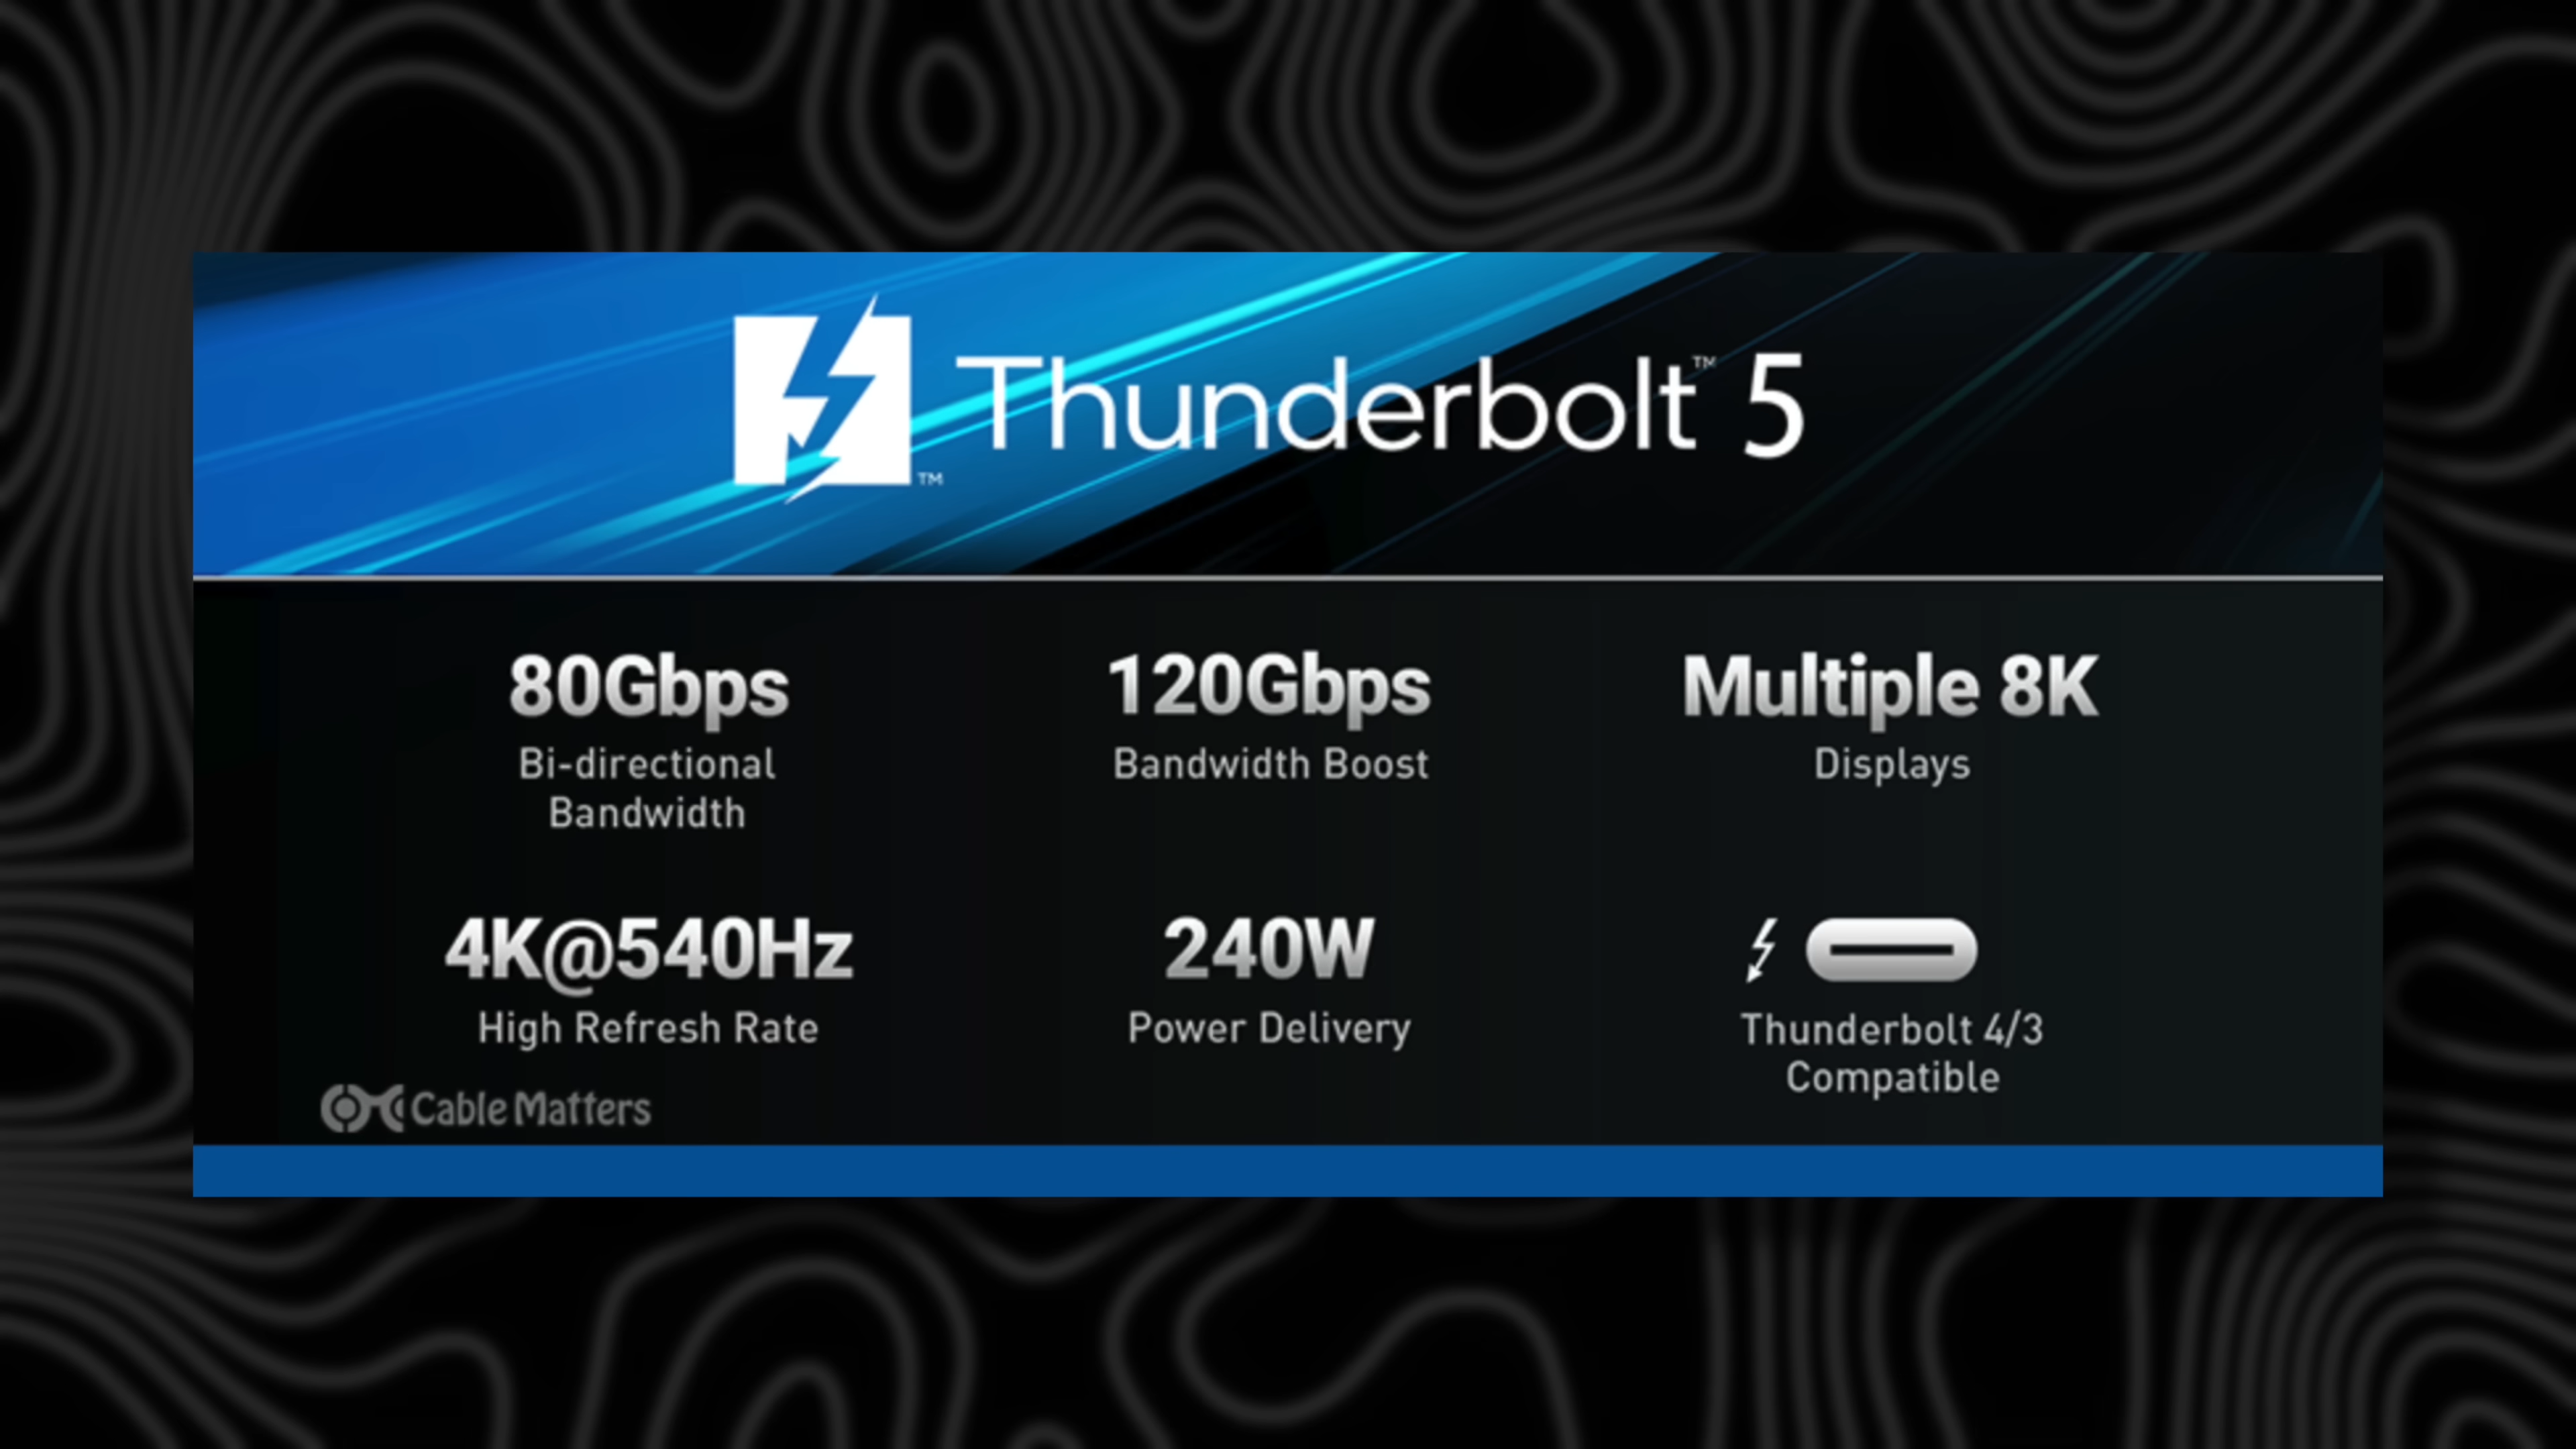 Thunderbolt™ 5
™
80Gbps
Bi-directional
Bandwidth
120Gbps
Bandwidth Boost
Multiple 8K
Displays
4K@540Hz
High Refresh Rate
240W
Power Delivery
Thunderbolt 4/3
Compatible
Cable Matters